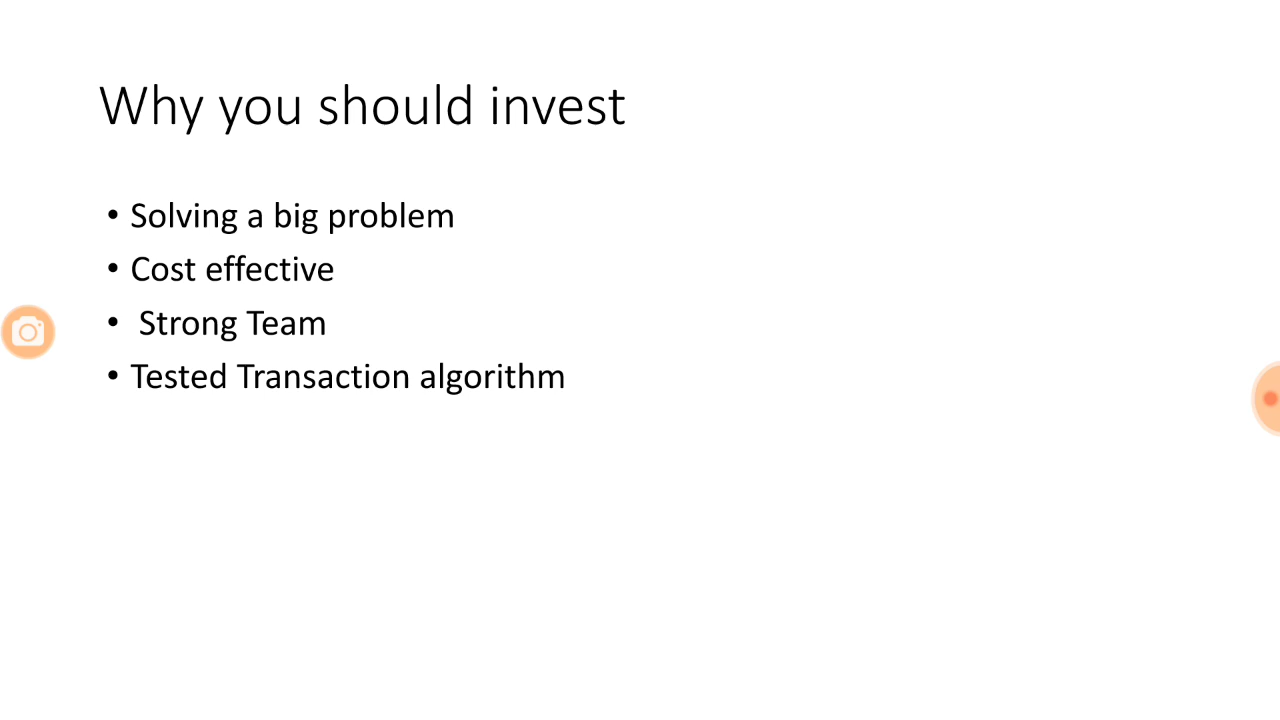 Why you should invest
• Solving a big problem
• Cost effective
• Strong Team
• Tested Transaction algorithm